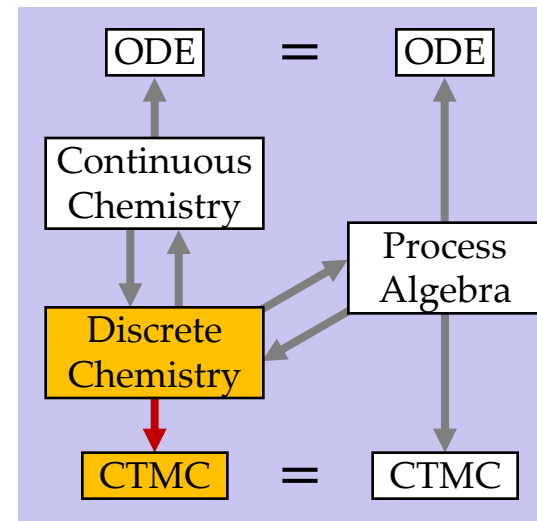 ODE = ODE
Continuous
Chemistry
Process
Algebra
Discrete
Chemistry
CTMC = CTMC